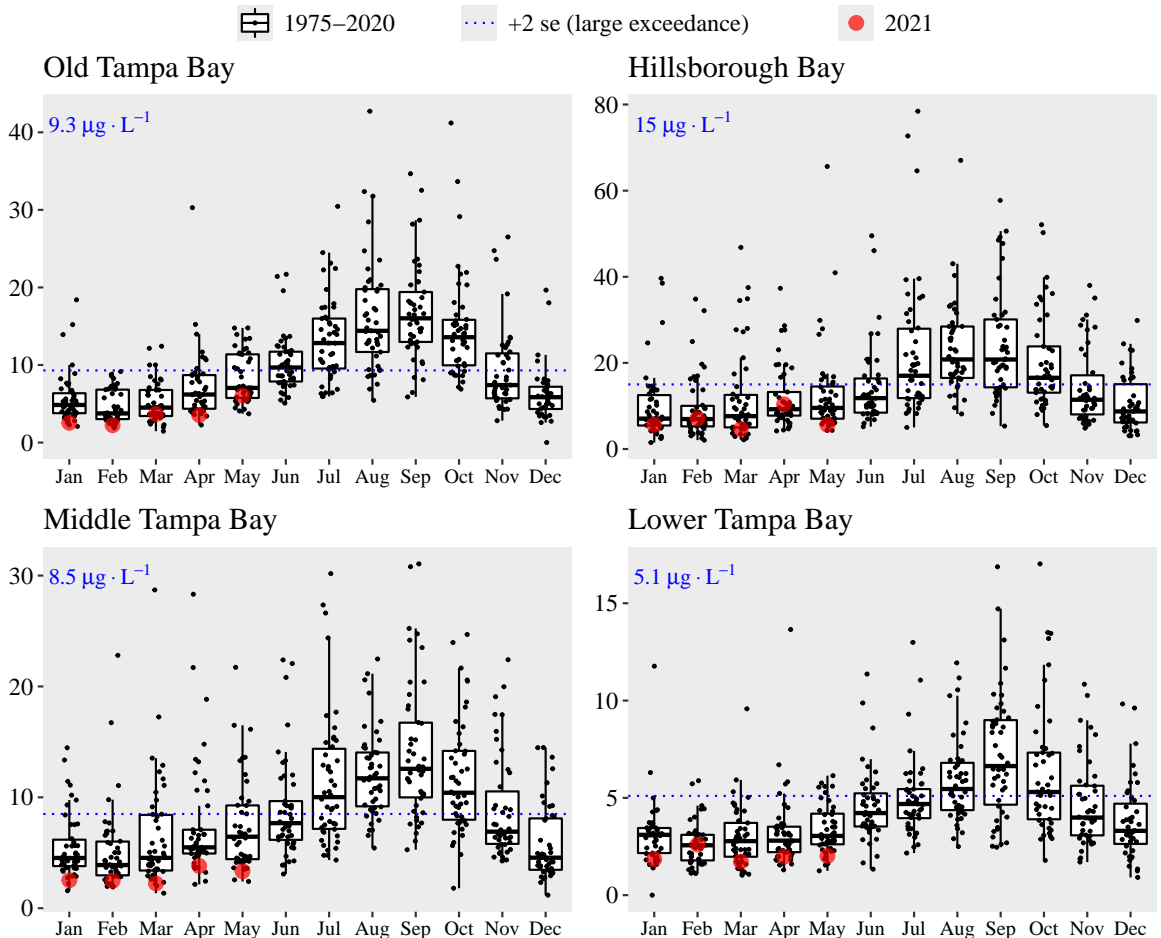 1975–2020 +2 se (large exceedance) 2021
Old Tampa Bay
9.3 μg · L⁻¹
40
30
20
10
0
Jan Feb Mar Apr May Jun Jul Aug Sep Oct Nov Dec
Hillsborough Bay
15 μg · L⁻¹
80
60
40
20
0
Jan Feb Mar Apr May Jun Jul Aug Sep Oct Nov Dec
Middle Tampa Bay
8.5 μg · L⁻¹
30
20
10
0
Jan Feb Mar Apr May Jun Jul Aug Sep Oct Nov Dec
Lower Tampa Bay
5.1 μg · L⁻¹
15
10
5
0
Jan Feb Mar Apr May Jun Jul Aug Sep Oct Nov Dec